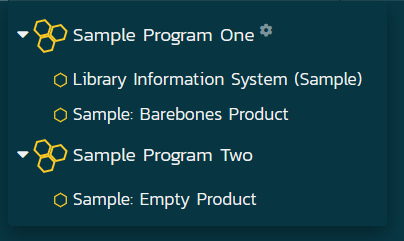 Sample Program One
Library Information System (Sample)
Sample: Barebones Product
Sample Program Two
Sample: Empty Product